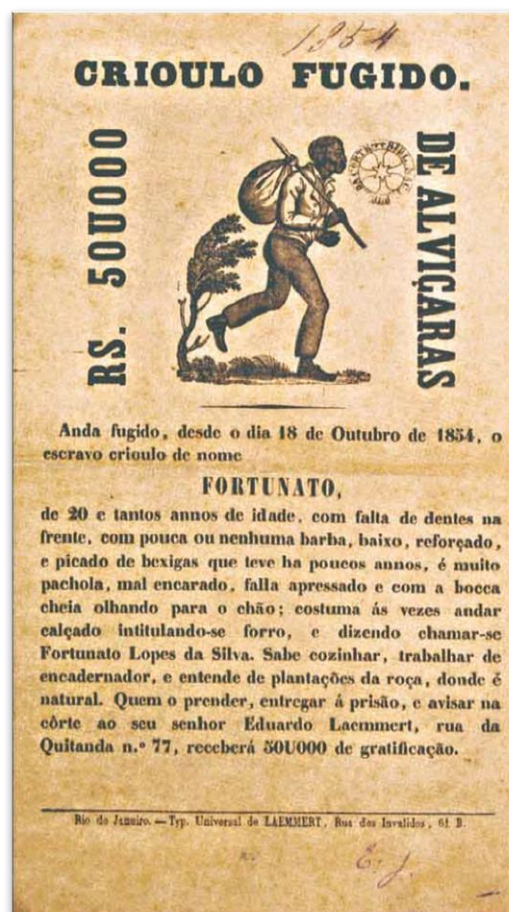 1854
CRIOULO FUGIDO.
RS. 50U000
DE ALVIÇARAS
Anda fugido, desde o dia 18 de Outubro de 1854, o
escravo crioulo de nome
FORTUNATO,
de 20 e tantos annos de idade, com falta de dentes na
frente, com pouca ou nenhuma barba, baixo, reforçado,
e picado de bexigas que teve ha poucos annos, é muito
pachola, mal encarado, falla apressado e com a bocca
cheia olhando para o chão; costuma ás vezes andar
calçado intitulando-se forro, e dizendo chamar-se
Fortunato Lopes da Silva. Sabe cozinhar, trabalhar de
encadernador, e entende de plantações da roça, donde é
natural. Quem o prender, entregar á prisão, e avisar na
côrte ao seu senhor Eduardo Laemmert, rua da
Quitanda n.º 77, receberá 50U000 de gratificação.
Rio de Janeiro. — Typ. Universal de LAEMMERT, Rua dos Invalidos, 61 B.